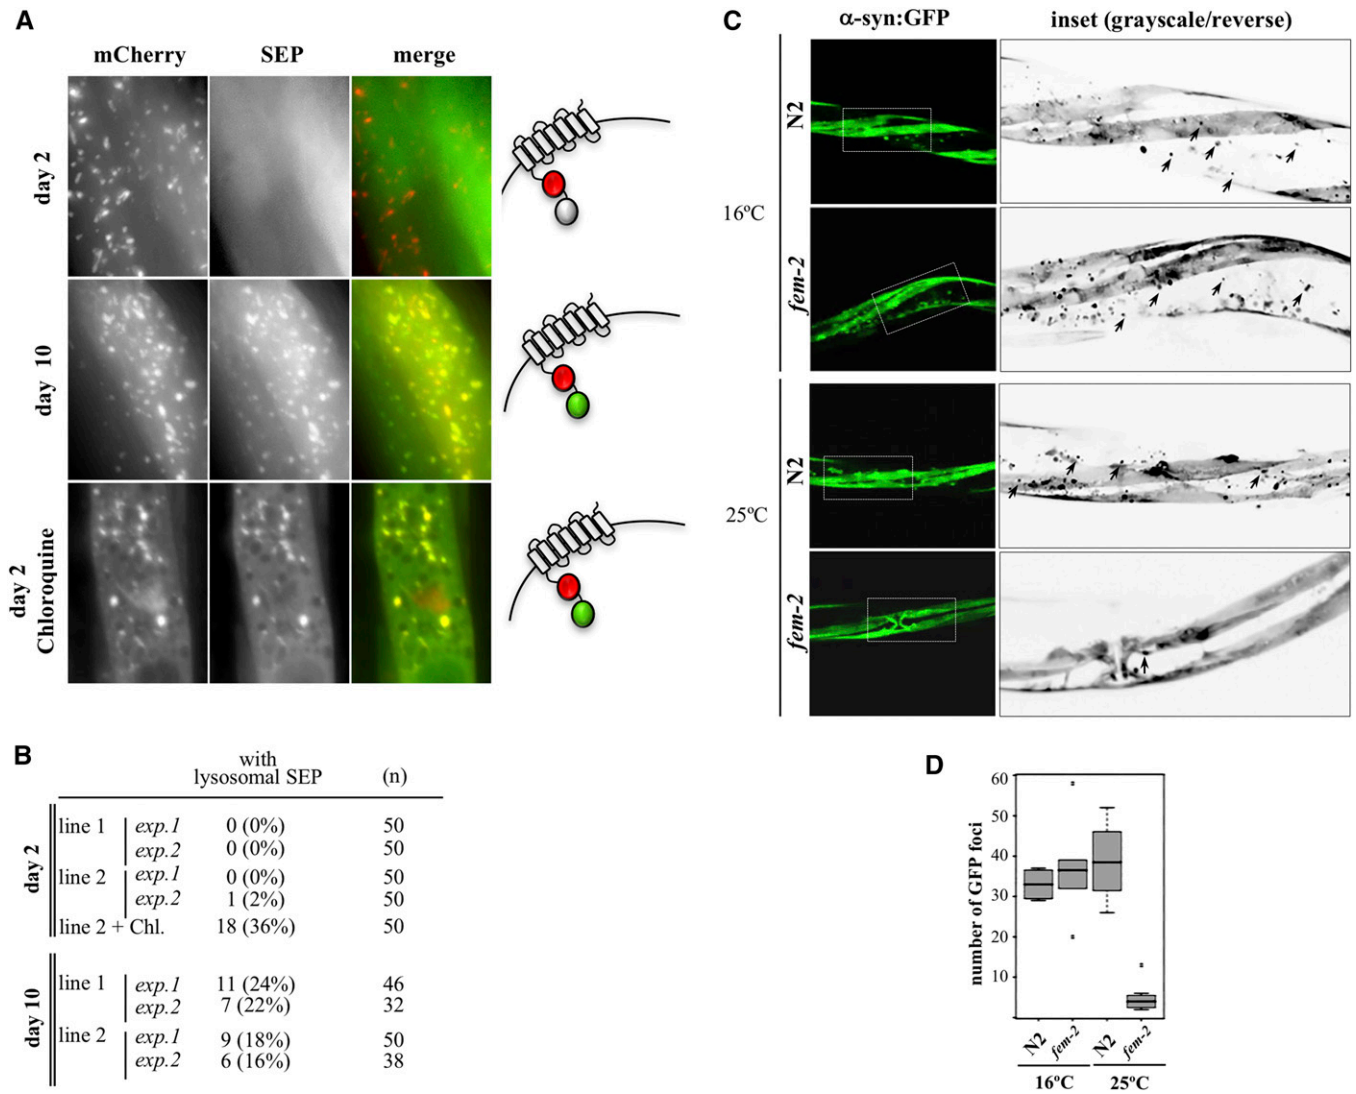 A
mCherry SEP merge
day 2
day 10
day 2
Chloroquine
B
with
lysosomal SEP (n)
day 2
line 1 exp.1 0 (0%) 50
exp.2 0 (0%) 50
line 2 exp.1 0 (0%) 50
exp.2 1 (2%) 50
line 2 + Chl. 18 (36%) 50
day 10
line 1 exp.1 11 (24%) 46
exp.2 7 (22%) 32
line 2 exp.1 9 (18%) 50
exp.2 6 (16%) 38
C
α-syn:GFP inset (grayscale/reverse)
16ºC
N2
fem-2
25ºC
N2
fem-2
D
number of GFP foci
60
50
40
30
20
10
N2 fem-2 N2 fem-2
16ºC 25ºC